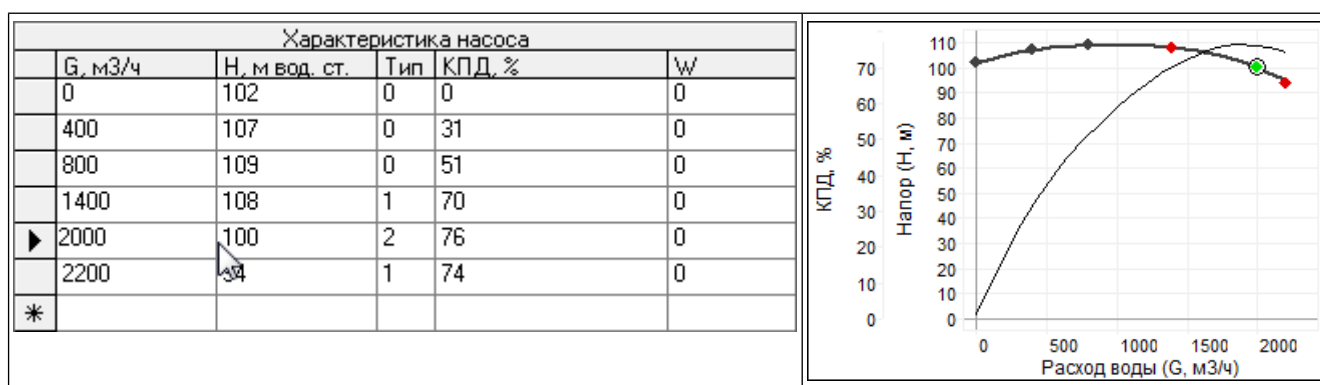 Характеристика насоса
G, м3/ч H, м вод. ст. Тип КПД, % W
0 102 0 0 0
400 107 0 31 0
800 109 0 51 0
1400 108 1 70 0
2000 100 2 76 0
2200 1 74 0
КПД, %
70
60
50
40
30
20
10
0
Напор (H, м)
110
100
90
80
70
60
50
40
30
20
10
0
0 500 1000 1500 2000
Расход воды (G, м3/ч)